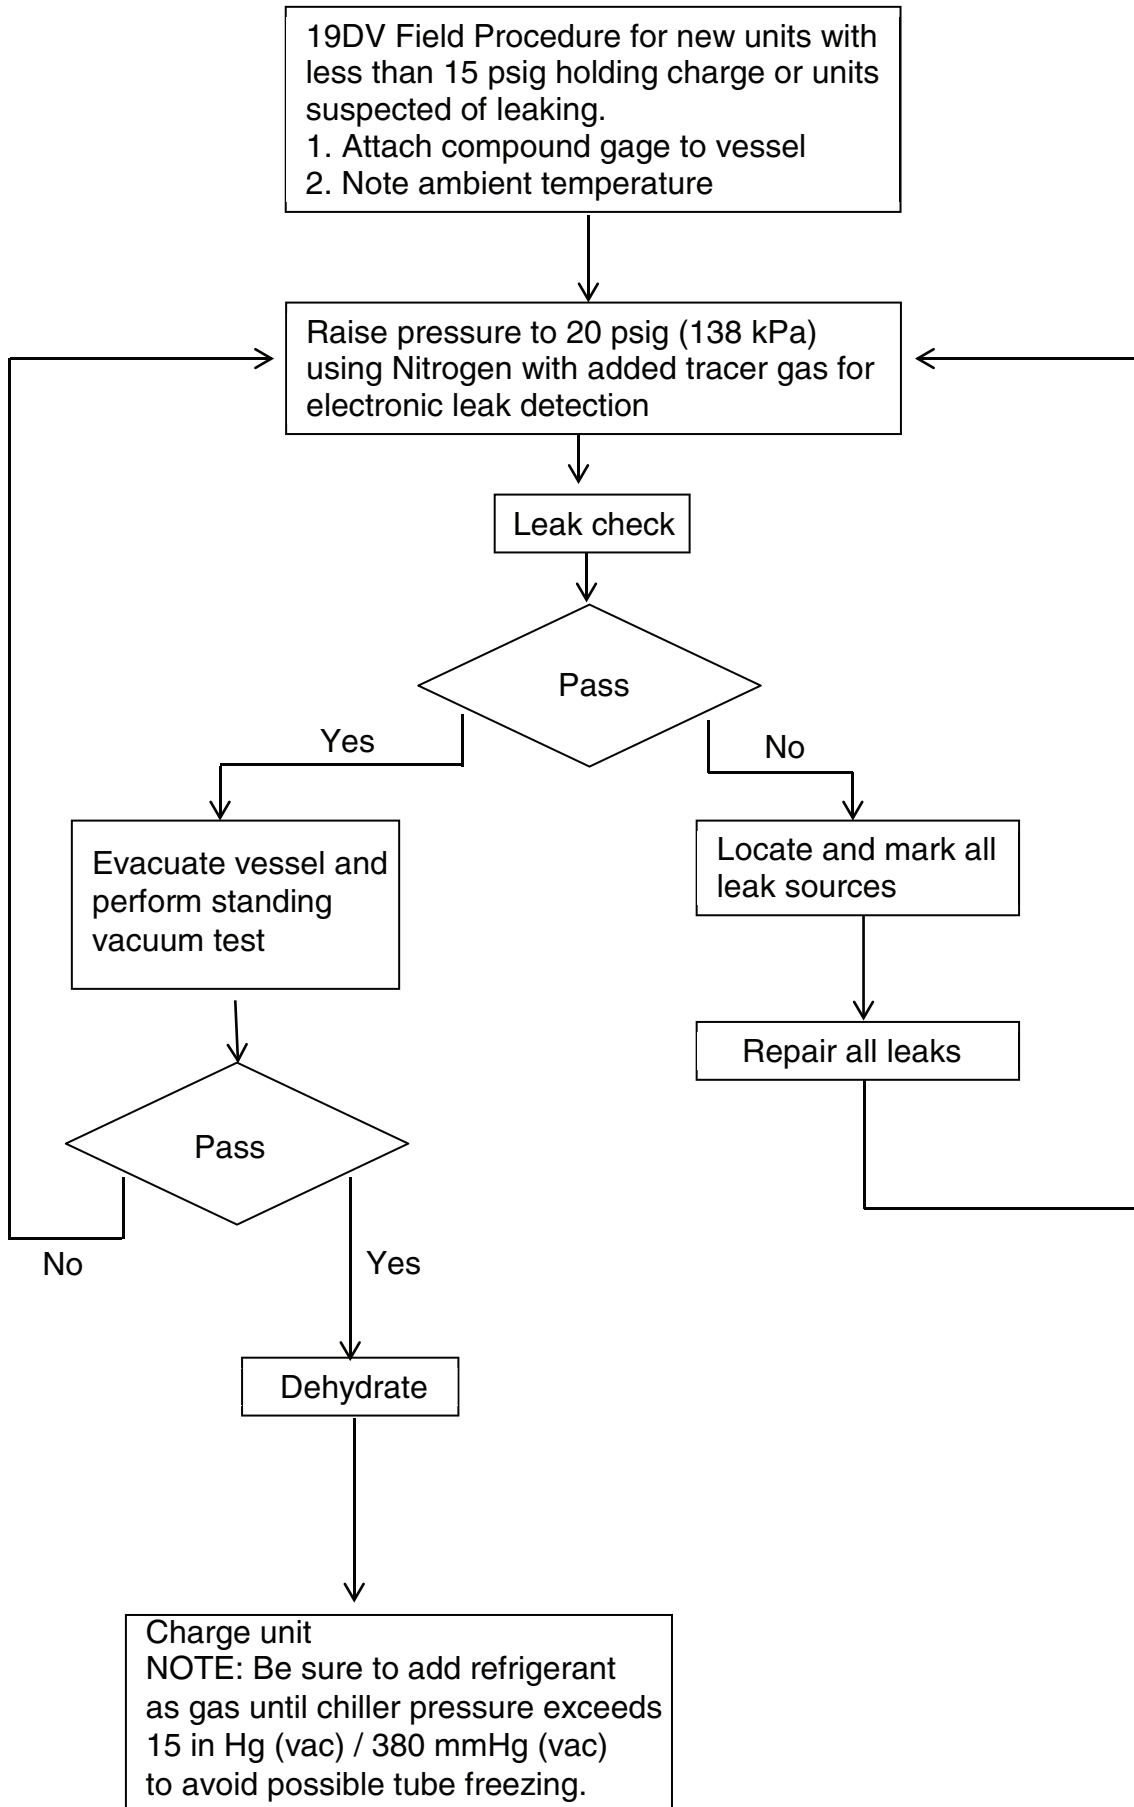 19DV Field Procedure for new units with
less than 15 psig holding charge or units
suspected of leaking.
1. Attach compound gage to vessel
2. Note ambient temperature
Raise pressure to 20 psig (138 kPa)
using Nitrogen with added tracer gas for
electronic leak detection
Leak check
Pass
Yes
No
Evacuate vessel and
perform standing
vacuum test
Locate and mark all
leak sources
Repair all leaks
Pass
No
Yes
Dehydrate
Charge unit
NOTE: Be sure to add refrigerant
as gas until chiller pressure exceeds
15 in Hg (vac) / 380 mmHg (vac)
to avoid possible tube freezing.